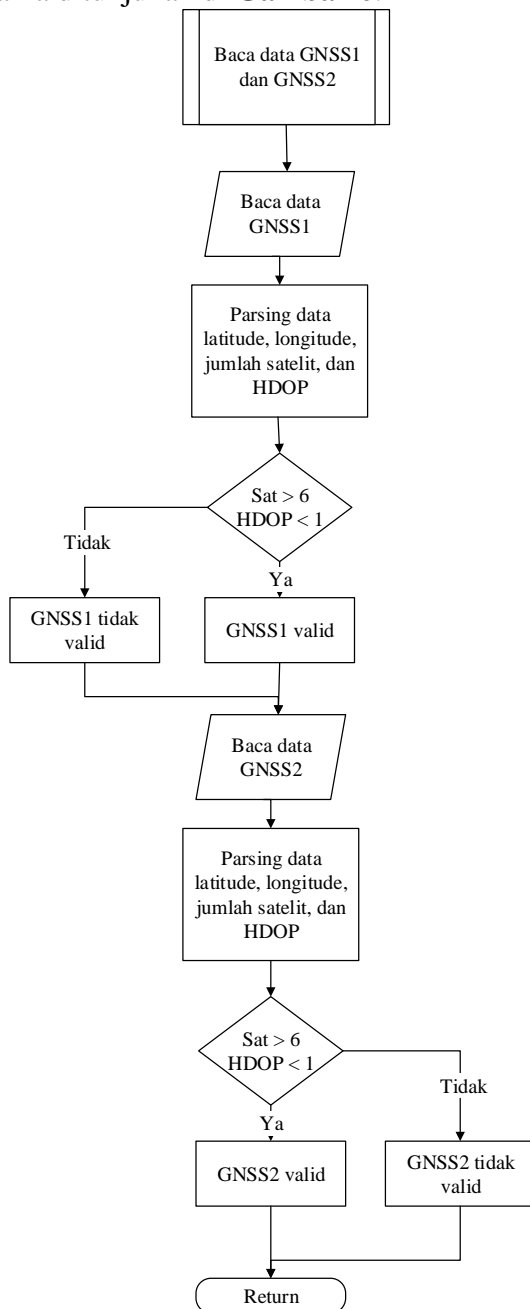 Baca data GNSS1
dan GNSS2
Baca data
GNSS1
Parsing data
latitude, longitude,
jumlah satelit, dan
HDOP
Sat > 6
HDOP < 1
Tidak
Ya
GNSS1 tidak
valid
GNSS1 valid
Baca data
GNSS2
Parsing data
latitude, longitude,
jumlah satelit, dan
HDOP
Sat > 6
HDOP < 1
Tidak
Ya
GNSS2 valid
GNSS2 tidak
valid
Return